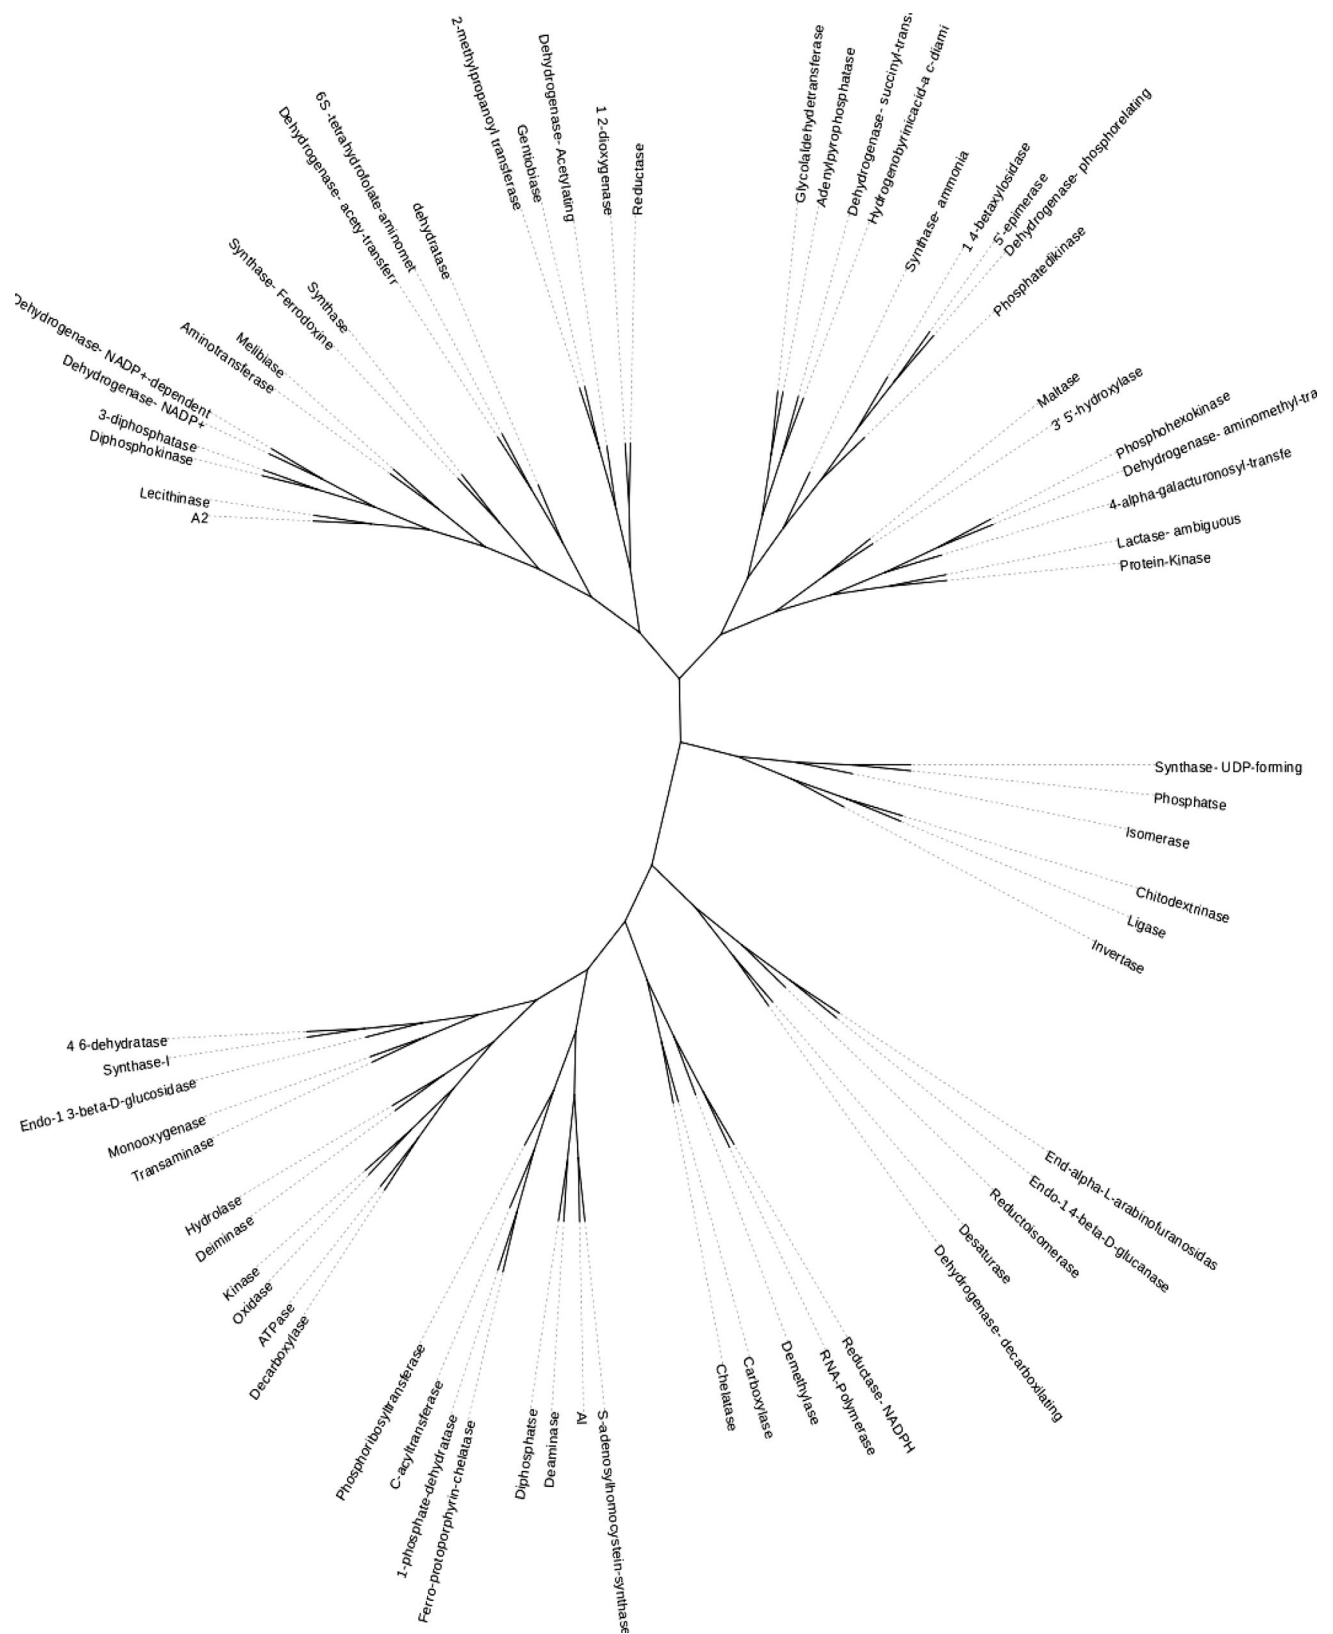 2-methylpropanoyl transferase
Gentiobiase
Dehydrogenase- Acetylating
1 2-dioxygenase
Reductase
Glycolaldehydetransferase
Adenylpyrophosphatase
Dehydrogenase- succinyl-trans
Hydrogenobyrinicacid-a c-diami
Synthase- ammonia
1 4-betaxylosidase
5'-epimerase
Dehydrogenase- phosphorelating
Phosphatedikinase
Maltase
3' 5'-hydroxylase
Phosphohexokinase
Dehydrogenase- aminomethyl-tra
4-alpha-galacturonosyl-transfe
Lactase- ambiguous
Protein-Kinase
Synthase- UDP-forming
Phosphatse
Isomerase
Chitodextrinase
Ligase
Invertase
End-alpha-L-arabinofuranosidas
Endo-1 4-beta-D-glucanase
Reductoisomerase
Desaturase
Dehydrogenase- decarboxilating
Reductase- NADPH
RNA-Polymerase
Demethylase
Carboxylase
Chelatase
S-adenosylhomocystein-synthase
AI
Deaminase
Diphosphatse
Ferro-protoporphyrin-chelatase
1-phosphate-dehydratase
C-acyltransferase
Phosphoribosyltransferase
Decarboxylase
ATPase
Oxidase
Kinase
Deiminase
Hydrolase
Transaminase
Monooxygenase
Endo-1 3-beta-D-glucosidase
Synthase-I
4 6-dehydratase
A2
Lecithinase
Diphosphokinase
3-diphosphatase
Dehydrogenase- NADP+
Dehydrogenase- NADP+-dependent
Aminotransferase
Melibiase
Synthase- Ferrodoxine
Synthase
Dehydrogenase- acety-transferr
6S -tetrahydrofolate-aminomet
dehydratase